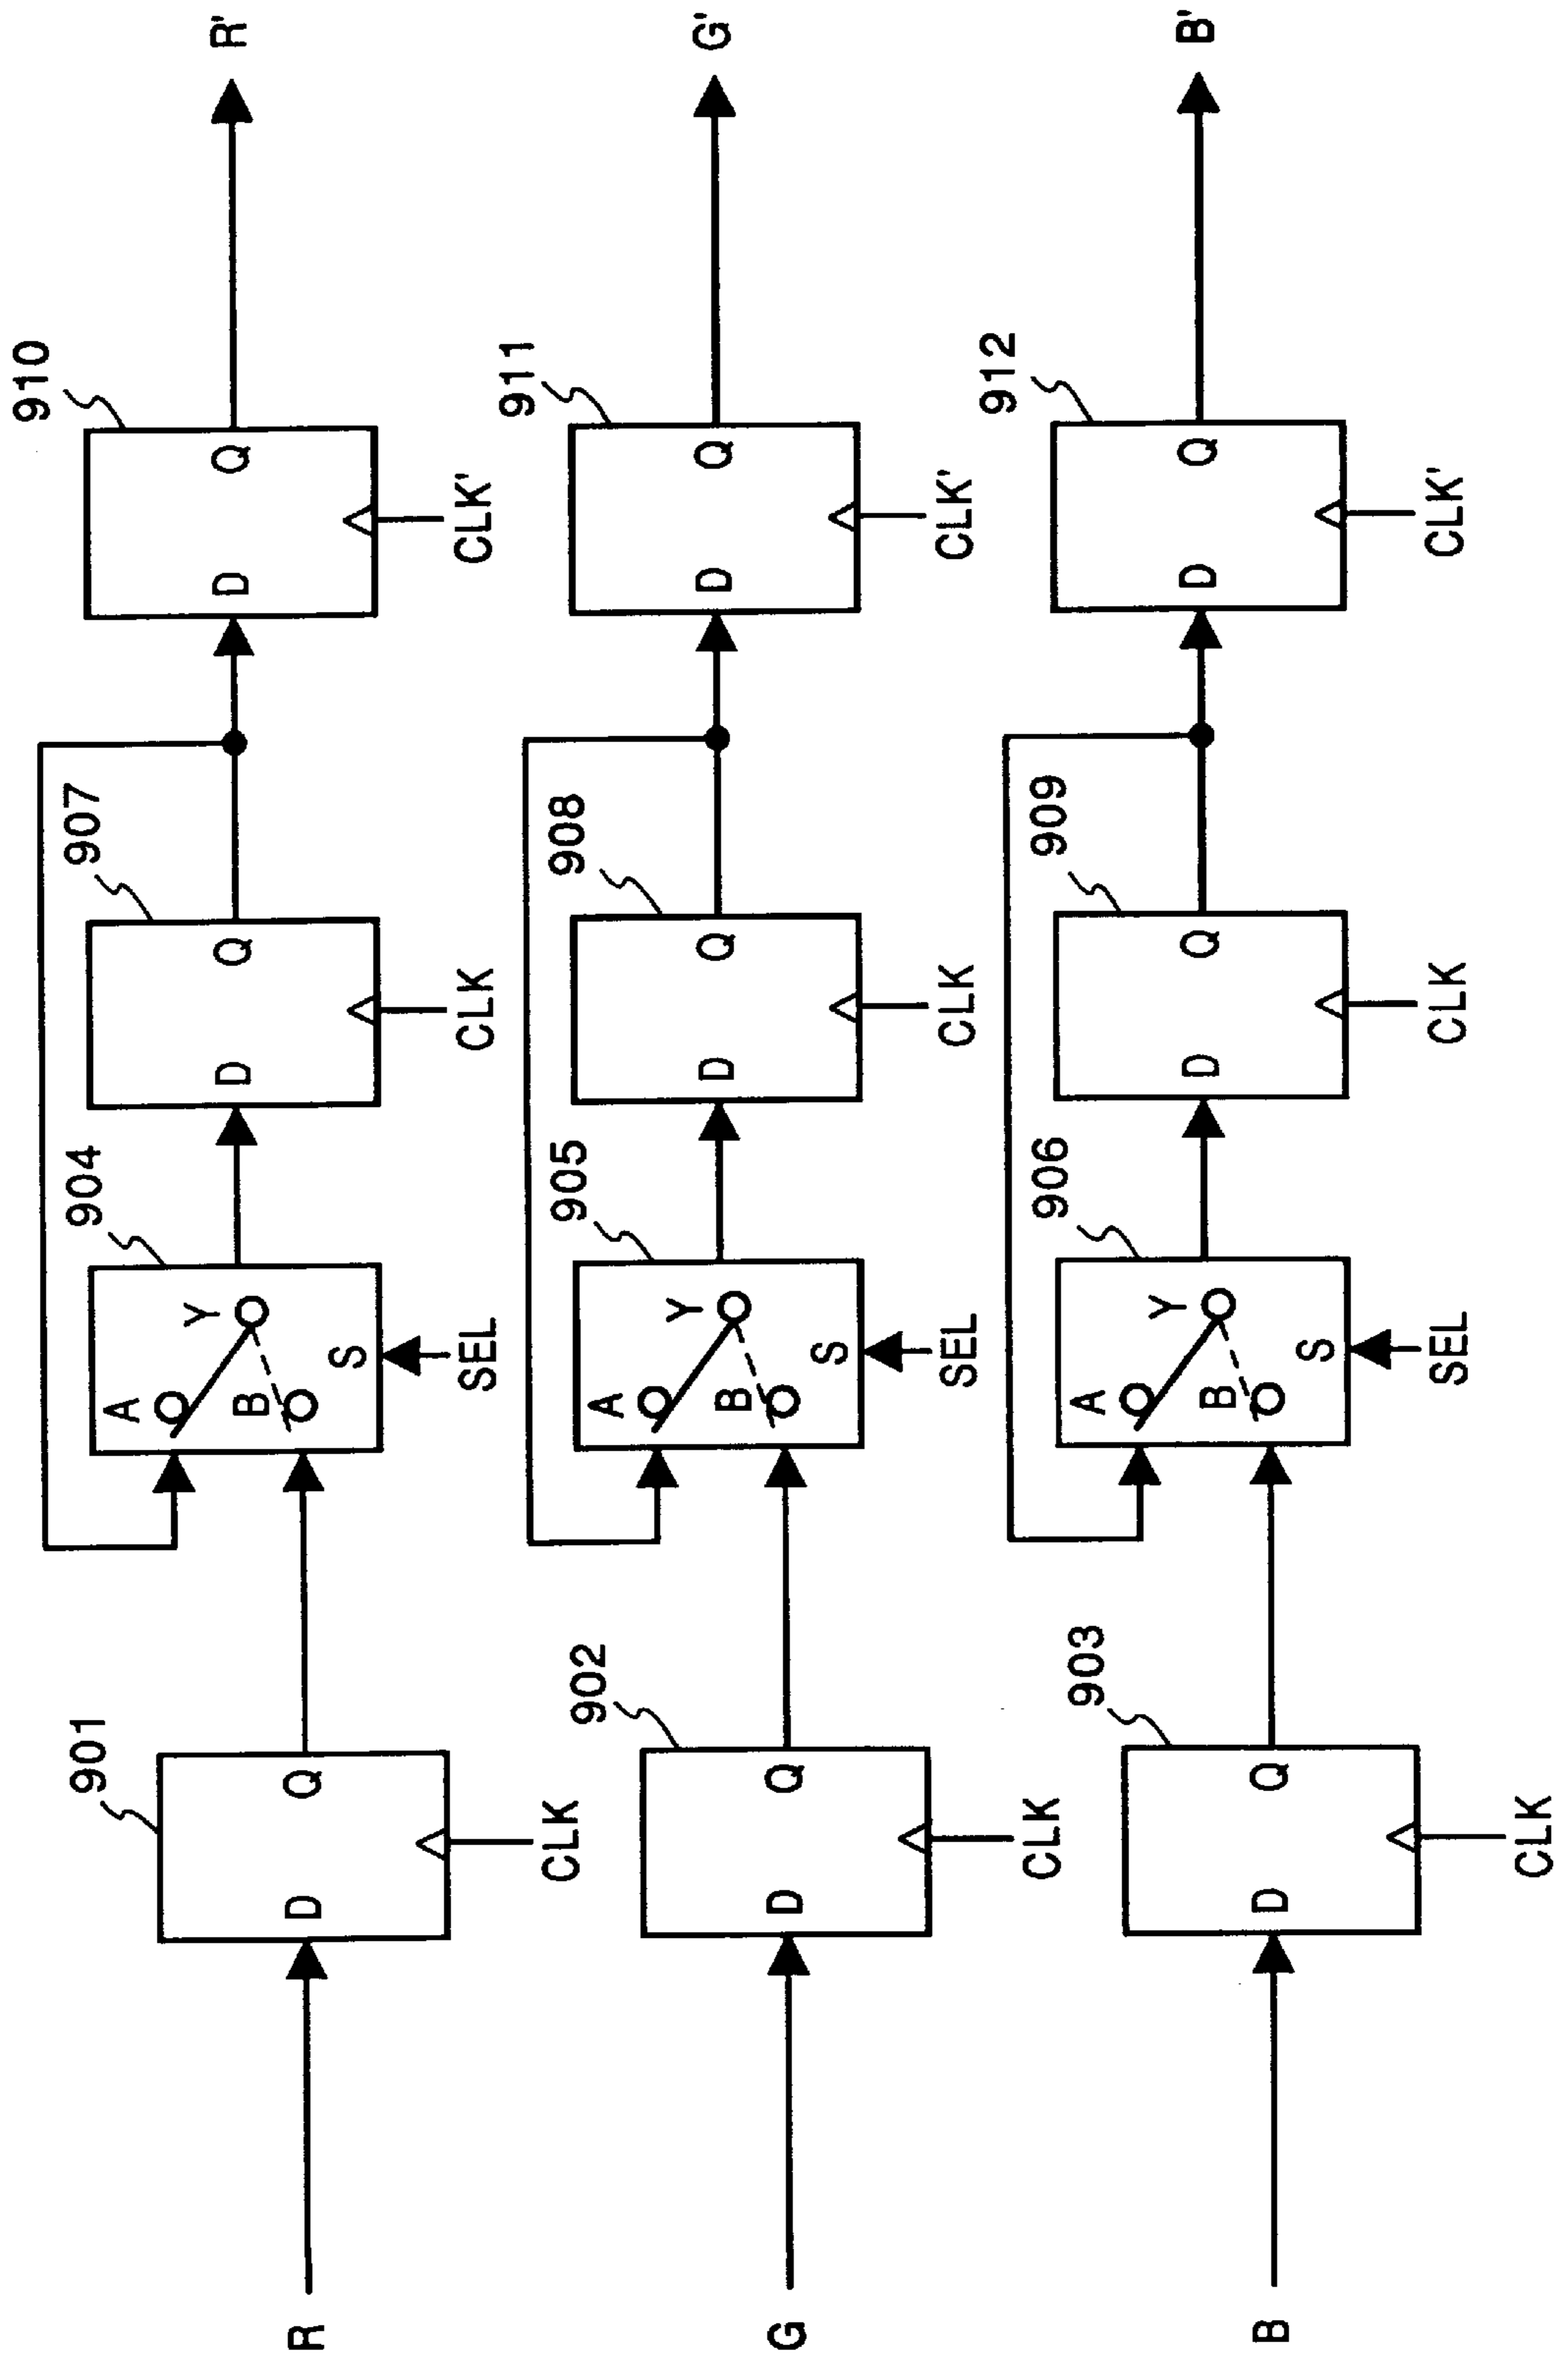 R
901
D
Q
CLK
904
A
B
Y
S
SEL
907
D
Q
CLK
910
D
Q
CLK'
R'
G
902
D
Q
CLK
905
A
B
Y
S
SEL
908
D
Q
CLK
911
D
Q
CLK'
G'
B
903
D
Q
CLK
906
A
B
Y
S
SEL
909
D
Q
CLK
912
D
Q
CLK'
B'